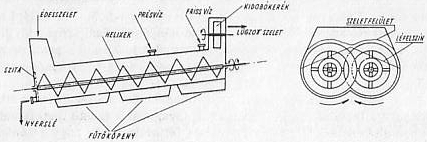 ÉDESSZELET
HELIXEK
PRÉSVÍZ
FRISS VÍZ
KIDOBÓKERÉK
LÚGZOTT SZELET
SZITA
NYERSLÉ
FŰTŐKÖPENY
SZELETFELÜLET
LÉFELSZÍN